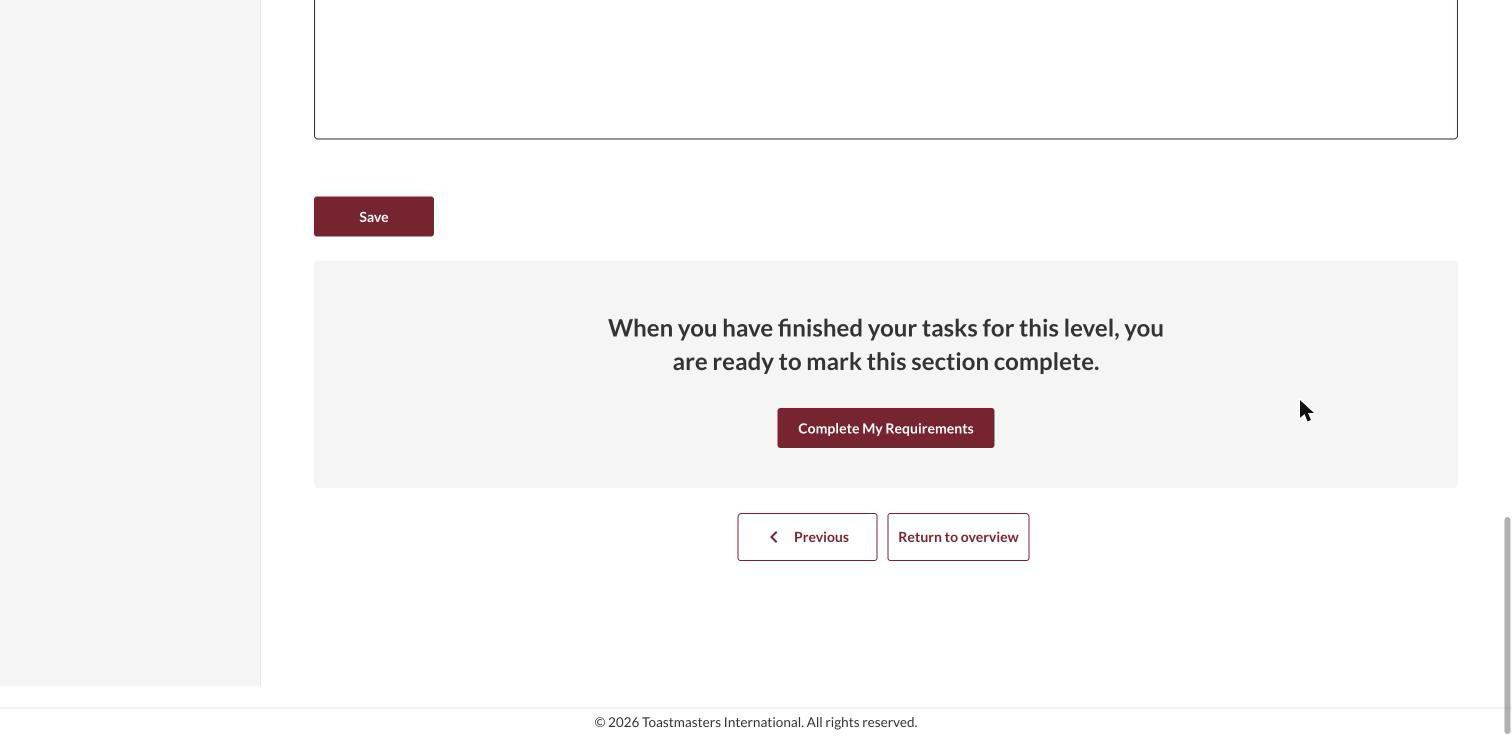 Save
When you have finished your tasks for this level, you
are ready to mark this section complete.
Complete My Requirements
Previous
Return to overview
© 2026 Toastmasters International. All rights reserved.